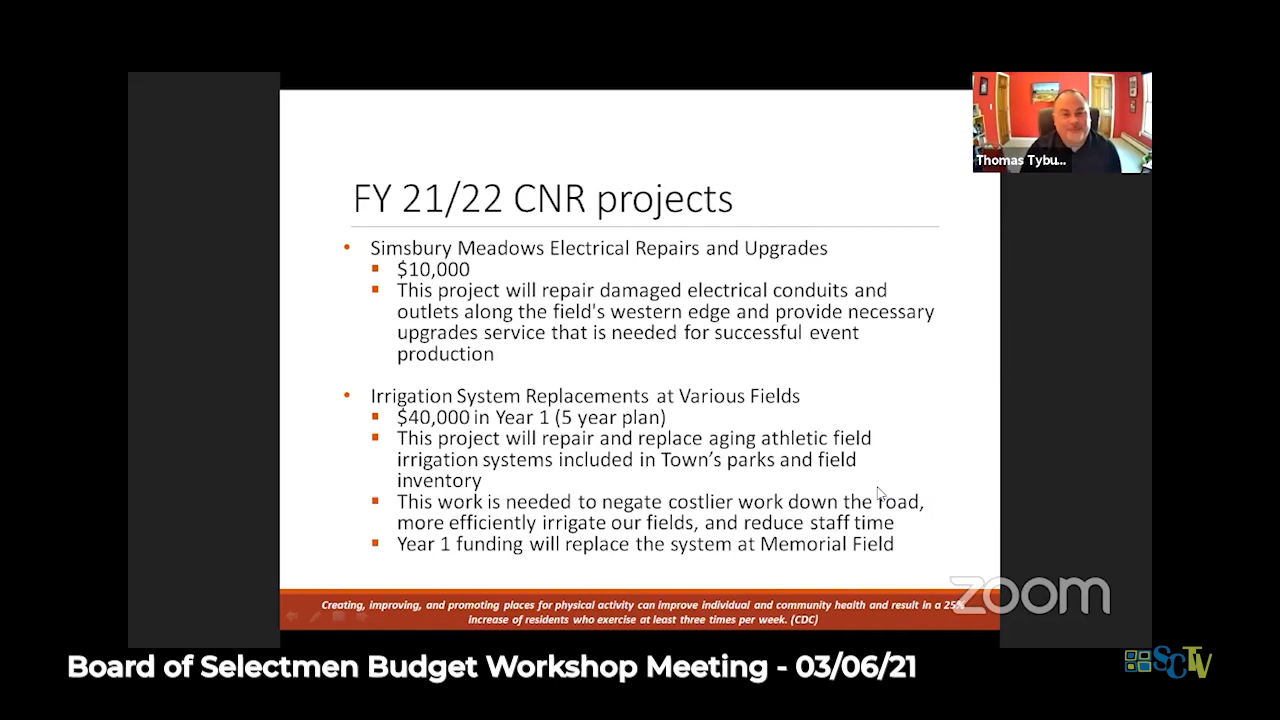 Thomas Tybu...
FY 21/22 CNR projects
• Simsbury Meadows Electrical Repairs and Upgrades
▪ $10,000
▪ This project will repair damaged electrical conduits and
outlets along the field's western edge and provide necessary
upgrades service that is needed for successful event
production
• Irrigation System Replacements at Various Fields
▪ $40,000 in Year 1 (5 year plan)
▪ This project will repair and replace aging athletic field
irrigation systems included in Town’s parks and field
inventory
▪ This work is needed to negate costlier work down the road,
more efficiently irrigate our fields, and reduce staff time
▪ Year 1 funding will replace the system at Memorial Field
Creating, improving, and promoting places for physical activity can improve individual and community health and result in a 25%
increase of residents who exercise at least three times per week. (CDC)
zoom
Board of Selectmen Budget Workshop Meeting - 03/06/21
SCTV